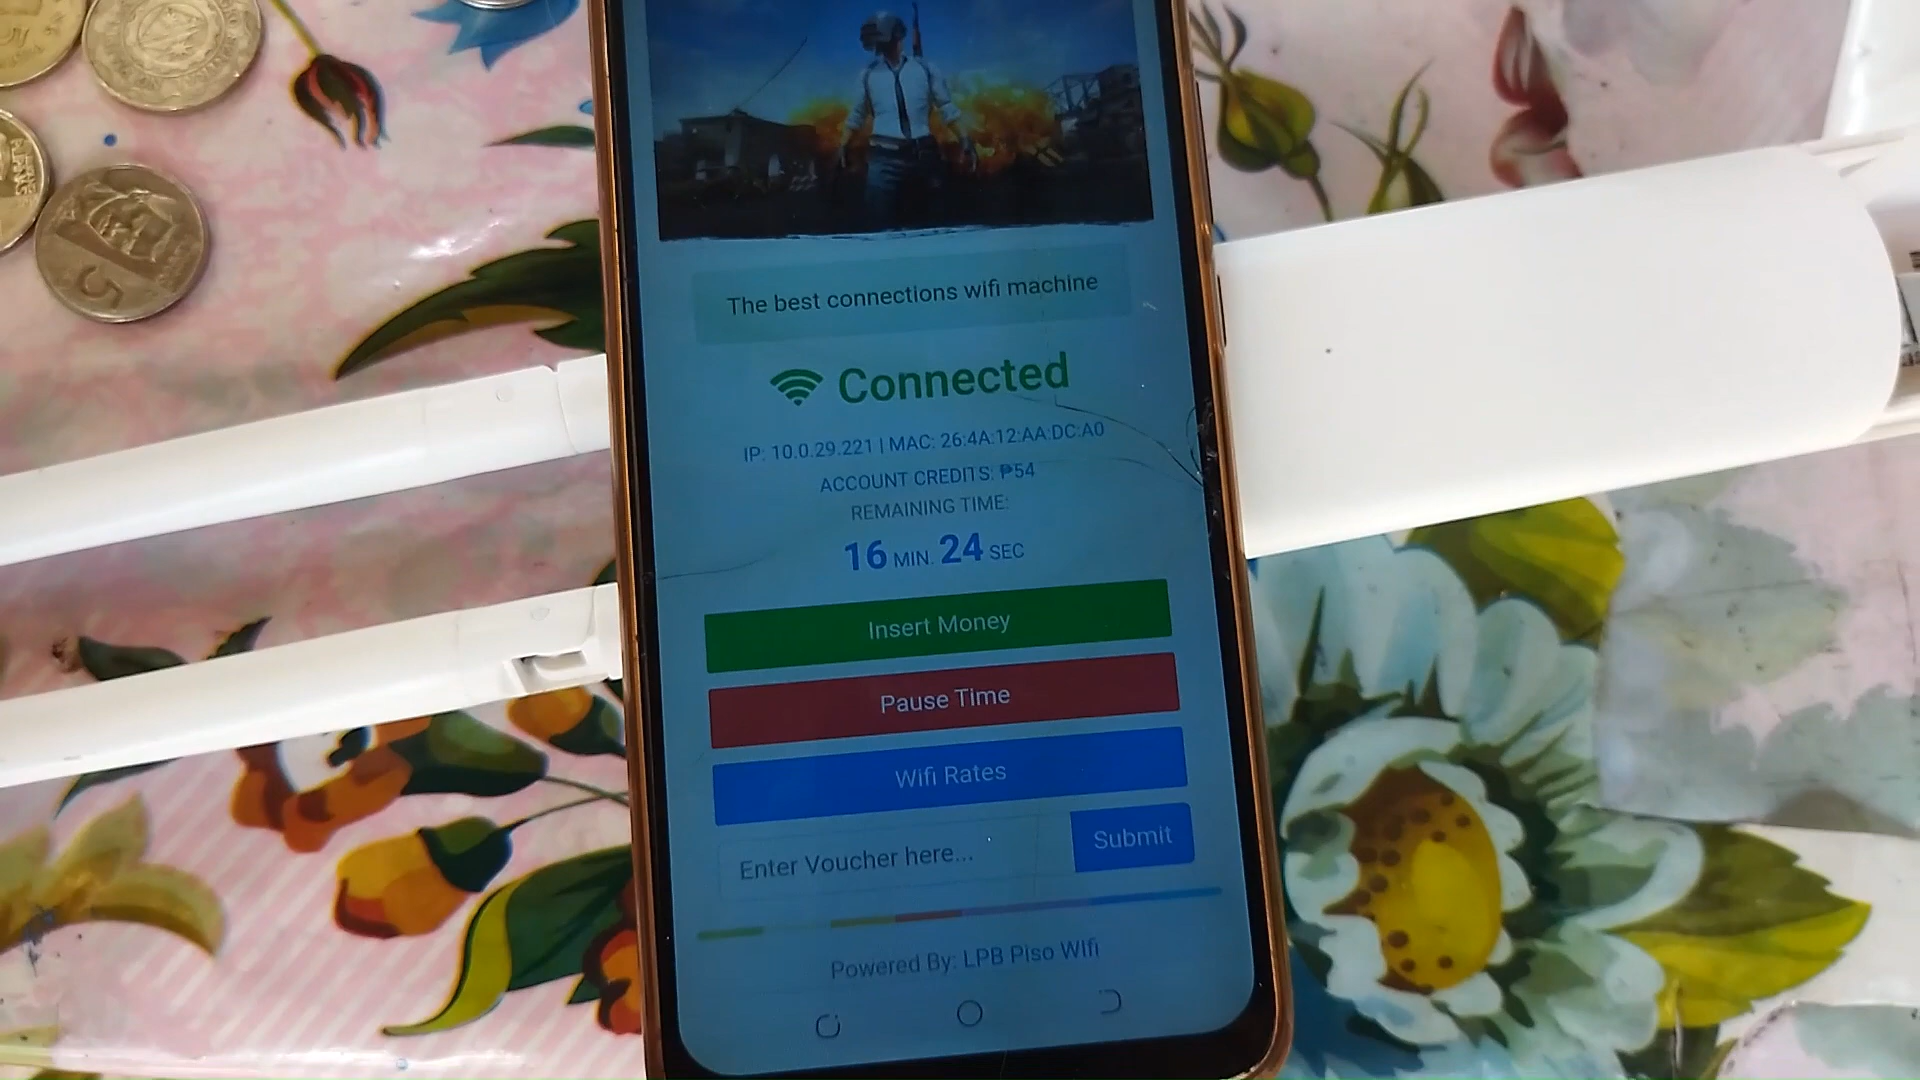 5
The best connections wifi machine
Connected
IP: 10.0.29.221 | MAC: 26:4A:12:AA:DC:A0
ACCOUNT CREDITS: ₱54
REMAINING TIME:
16 MIN. 24 SEC
Insert Money
Pause Time
Wifi Rates
Enter Voucher here...
Submit
Powered By: LPB Piso Wifi